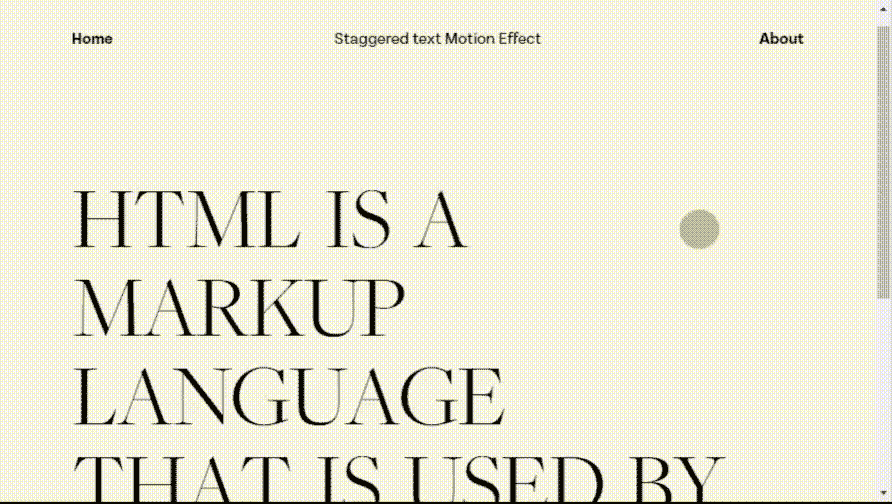 Home
Staggered text Motion Effect
About
HTML IS A
MARKUP
LANGUAGE
THAT IS USED BY